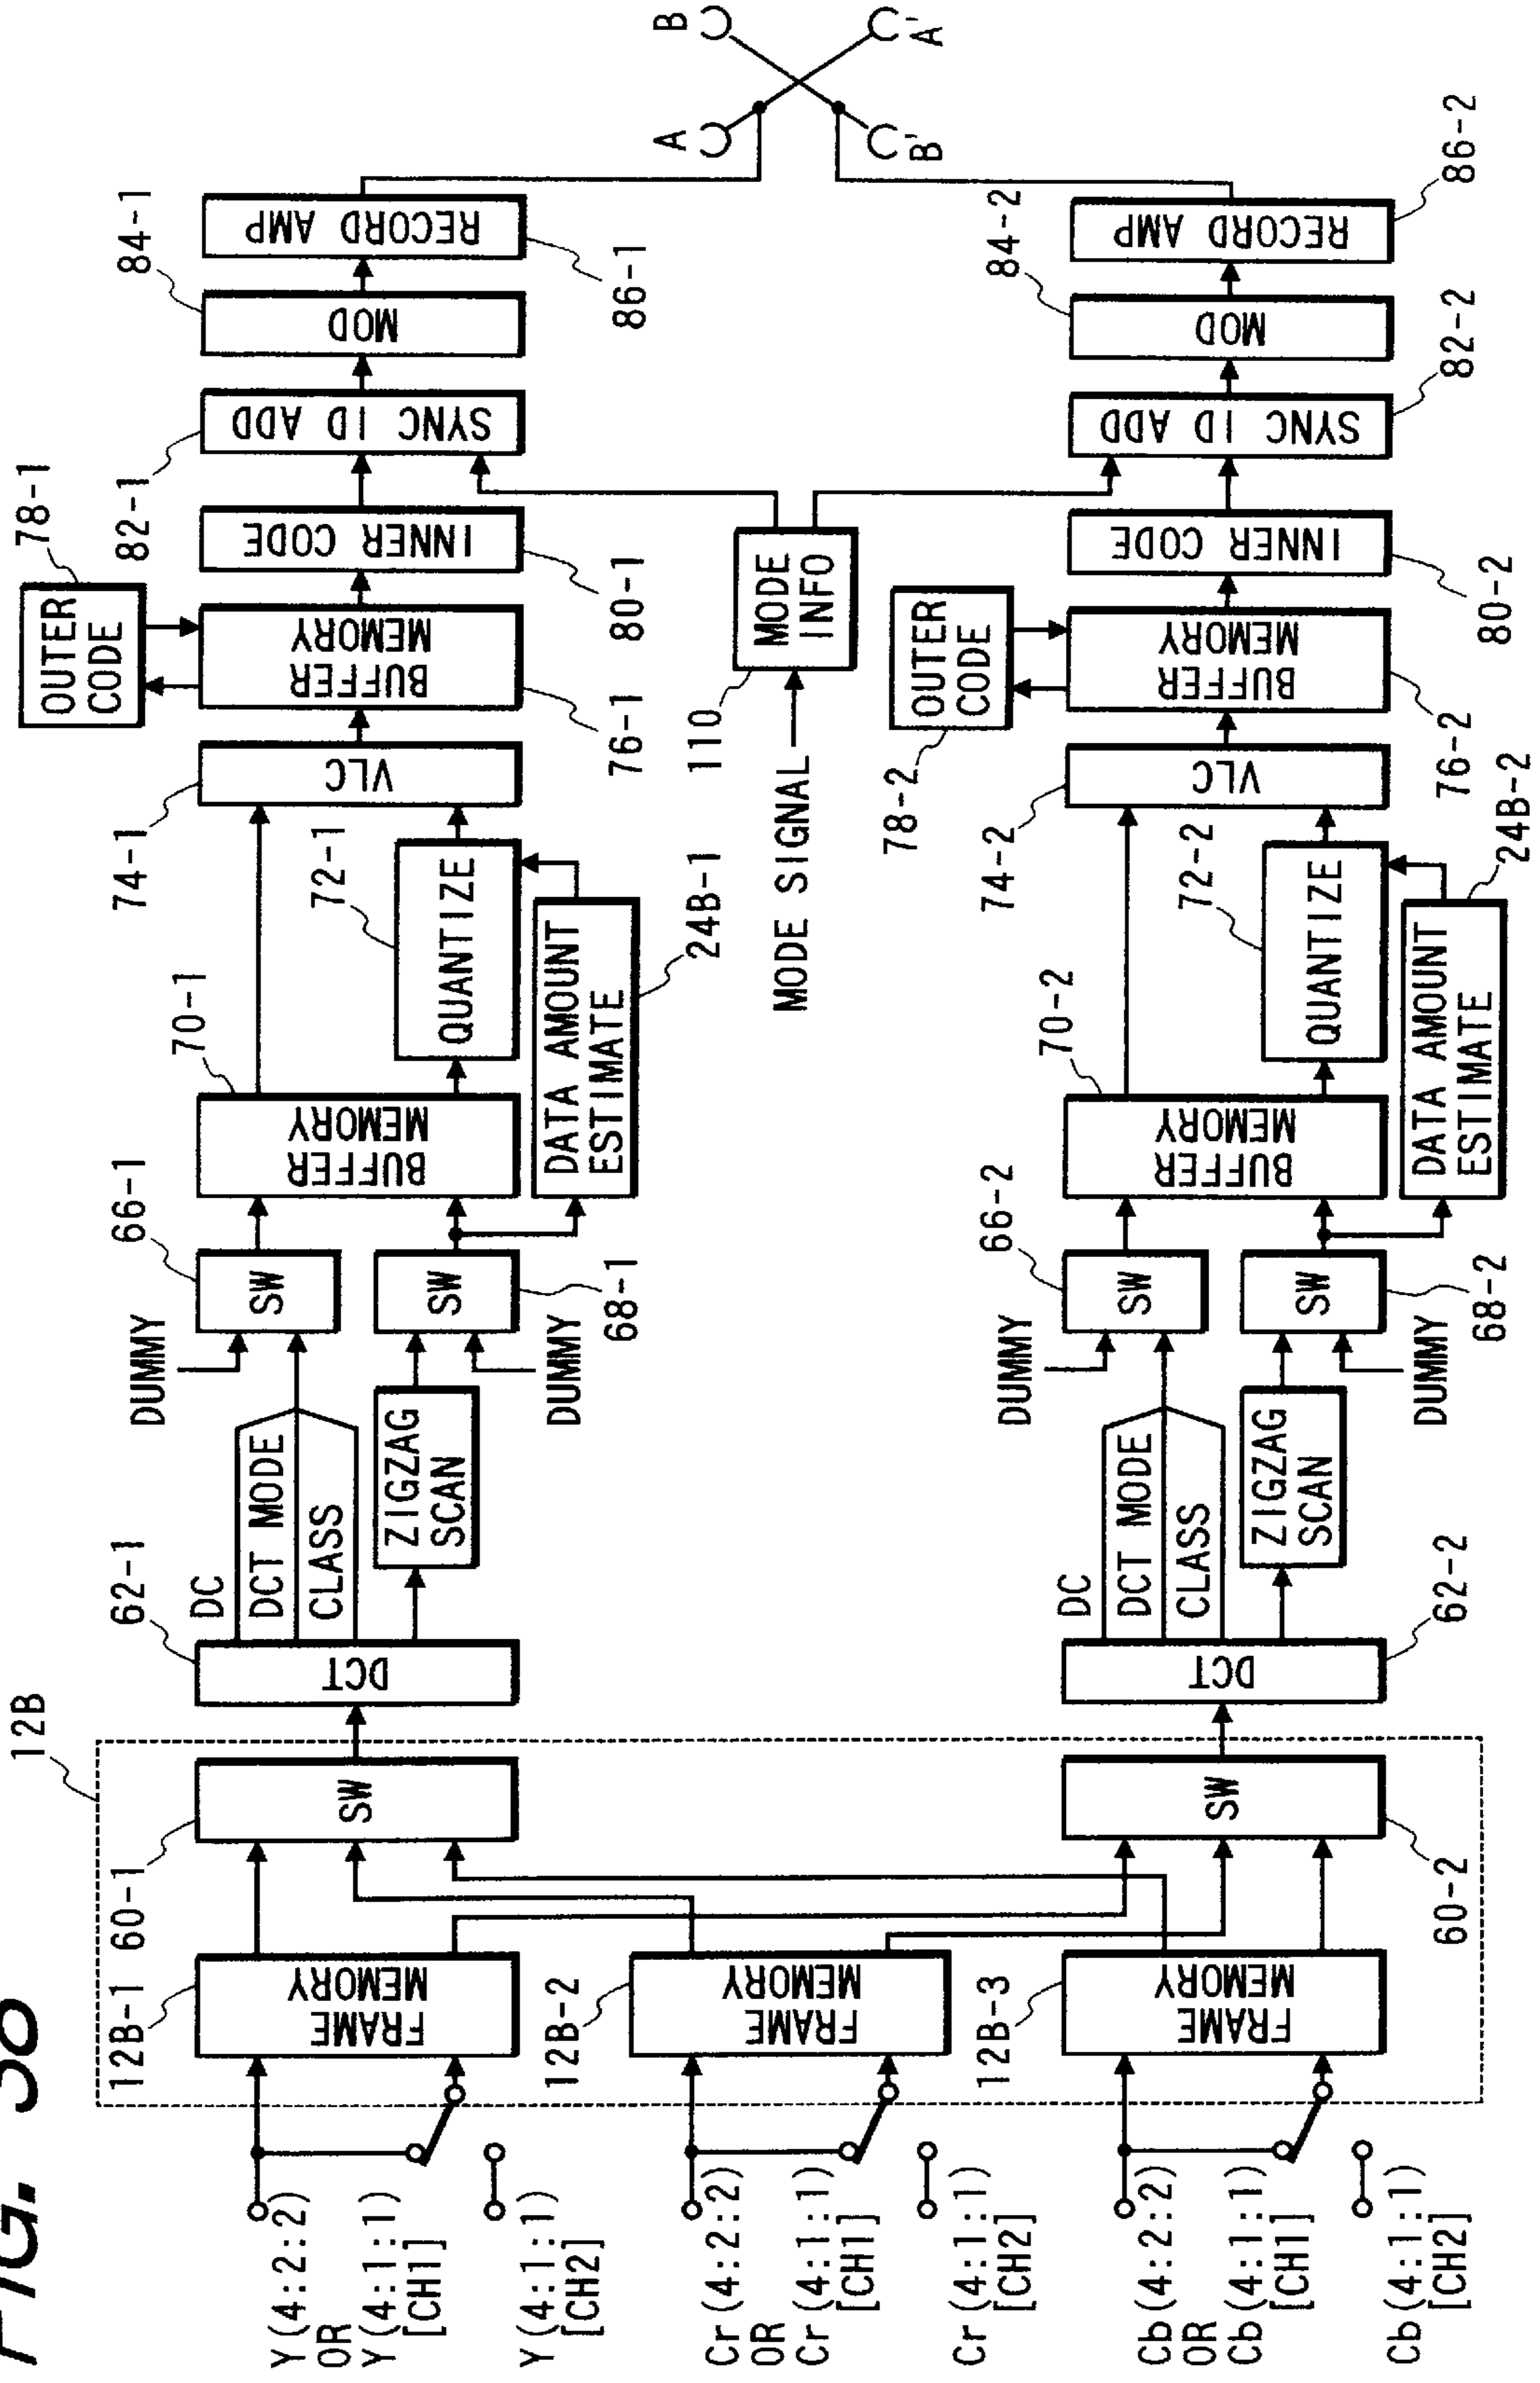 FIG. 38
12B
12B-1
FRAME
MEMORY
60-1
SW
62-1
DCT
DC
DCT MODE
CLASS
ZIGZAG
SCAN
DUMMY
66-1
SW
SW
68-1
DUMMY
70-1
BUFFER
MEMORY
DATA AMOUNT
ESTIMATE
24B-1
72-1
QUANTIZE
74-1
VLC
76-1
BUFFER
MEMORY
78-1
OUTER
CODE
80-1
INNER CODE
82-1
SYNC ID ADD
84-1
MOD
86-1
RECORD AMP
A
B
B'
A'
Y(4:2:2)
OR
Y(4:1:1)
[CH1]
Y(4:1:1)
[CH2]
12B-2
FRAME
MEMORY
Cr(4:2:2)
OR
Cr(4:1:1)
[CH1]
Cr(4:1:1)
[CH2]
MODE SIGNAL
110
MODE
INFO
12B-3
FRAME
MEMORY
Cb(4:2:2)
OR
Cb(4:1:1)
[CH1]
Cb(4:1:1)
[CH2]
60-2
SW
62-2
DCT
DC
DCT MODE
CLASS
ZIGZAG
SCAN
DUMMY
66-2
SW
SW
68-2
DUMMY
70-2
BUFFER
MEMORY
DATA AMOUNT
ESTIMATE
24B-2
72-2
QUANTIZE
74-2
VLC
76-2
BUFFER
MEMORY
78-2
OUTER
CODE
80-2
INNER CODE
82-2
SYNC ID ADD
84-2
MOD
86-2
RECORD AMP